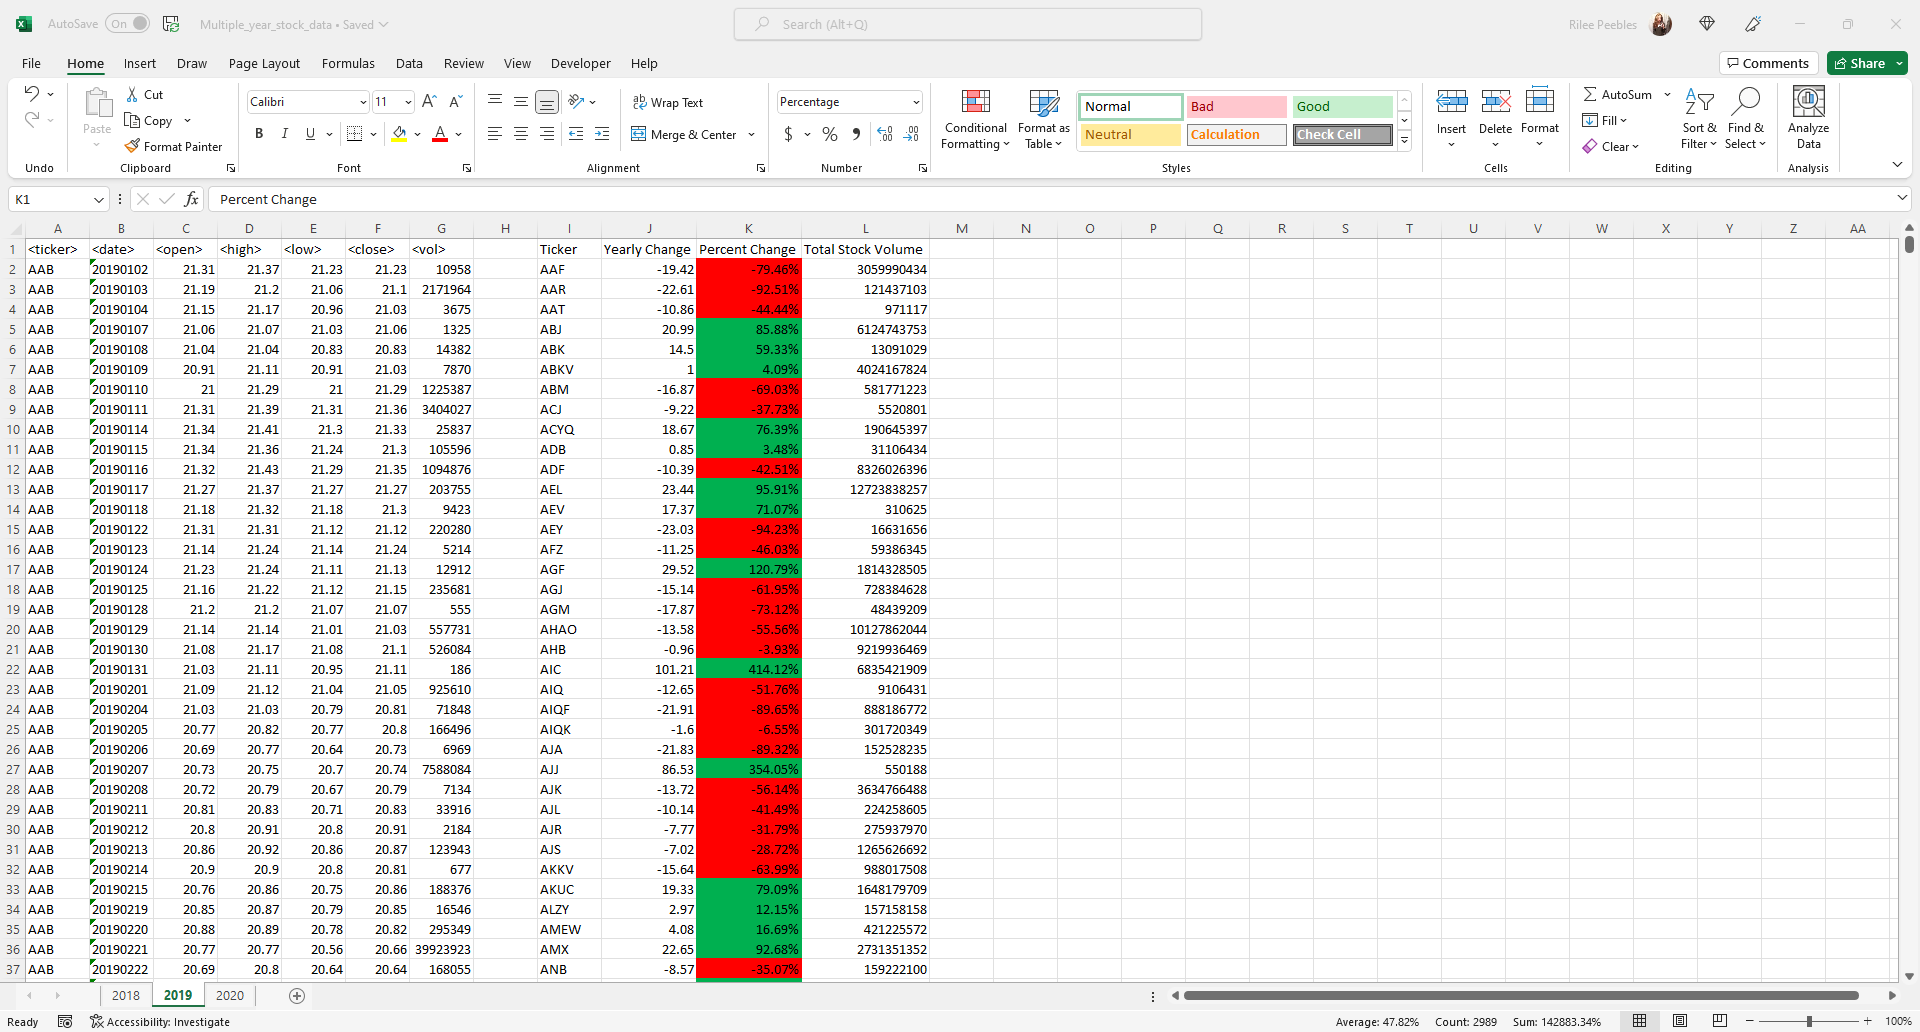 AutoSave On Multiple_year_stock_data • Saved Search (Alt+Q) Rilee Peebles
File Home Insert Draw Page Layout Formulas Data Review View Developer Help Comments Share
Paste Cut Copy Format Painter
Calibri 11 B I U A
Wrap Text Merge & Center
Percentage $ % 9
Conditional Formatting Format as Table
Normal Bad Good
Neutral Calculation Check Cell
Insert Delete Format
AutoSum Fill Clear Sort & Filter Find & Select
Analyze Data
Undo Clipboard Font Alignment Number Styles Cells Editing Analysis
K1 fx Percent Change
A B C D E F G H I J K L M N O P Q R S T U V W X Y Z AA
1 <ticker> <date> <open> <high> <low> <close> <vol> Ticker Yearly Change Percent Change Total Stock Volume
2 AAB 20190102 21.31 21.37 21.23 21.23 10958 AAF -19.42 -79.46% 3059990434
3 AAB 20190103 21.19 21.2 21.06 21.1 2171964 AAR -22.61 -92.51% 121437103
4 AAB 20190104 21.15 21.17 20.96 21.03 3675 AAT -10.86 -44.44% 971117
5 AAB 20190107 21.06 21.07 21.03 21.06 1325 ABJ 20.99 85.88% 6124743753
6 AAB 20190108 21.04 21.04 20.83 20.83 14382 ABK 14.5 59.33% 13091029
7 AAB 20190109 20.91 21.11 20.91 21.03 7870 ABKV 1 4.09% 4024167824
8 AAB 20190110 21 21.29 21 21.29 1225387 ABM -16.87 -69.03% 581771223
9 AAB 20190111 21.31 21.39 21.31 21.36 3404027 ACJ -9.22 -37.73% 5520801
10 AAB 20190114 21.34 21.41 21.3 21.33 25837 ACYQ 18.67 76.39% 190645397
11 AAB 20190115 21.34 21.36 21.24 21.3 105596 ADB 0.85 3.48% 31106434
12 AAB 20190116 21.32 21.43 21.29 21.35 1094876 ADF -10.39 -42.51% 8326026396
13 AAB 20190117 21.27 21.37 21.27 21.27 203755 AEL 23.44 95.91% 12723838257
14 AAB 20190118 21.18 21.32 21.18 21.3 9423 AEV 17.37 71.07% 310625
15 AAB 20190122 21.31 21.31 21.12 21.12 220280 AEY -23.03 -94.23% 16631656
16 AAB 20190123 21.14 21.24 21.14 21.24 5214 AFZ -11.25 -46.03% 59386345
17 AAB 20190124 21.23 21.24 21.11 21.13 12912 AGF 29.52 120.79% 1814328505
18 AAB 20190125 21.16 21.22 21.12 21.15 235681 AGJ -15.14 -61.95% 728384628
19 AAB 20190128 21.2 21.2 21.07 21.07 555 AGM -17.87 -73.12% 48439209
20 AAB 20190129 21.14 21.14 21.01 21.03 557731 AHAO -13.58 -55.56% 10127862044
21 AAB 20190130 21.08 21.17 21.08 21.1 526084 AHB -0.96 -3.93% 9219936469
22 AAB 20190131 21.03 21.11 20.95 21.11 186 AIC 101.21 414.12% 6835421909
23 AAB 20190201 21.09 21.12 21.04 21.05 925610 AIQ -12.65 -51.76% 9106431
24 AAB 20190204 21.03 21.03 20.79 20.81 71848 AIQF -21.91 -89.65% 888186772
25 AAB 20190205 20.77 20.82 20.77 20.8 166496 AIQK -1.6 -6.55% 301720349
26 AAB 20190206 20.69 20.77 20.64 20.73 6969 AJA -21.83 -89.32% 152528235
27 AAB 20190207 20.73 20.75 20.7 20.74 7588084 AJJ 86.53 354.05% 550188
28 AAB 20190208 20.72 20.79 20.67 20.79 7134 AJK -13.72 -56.14% 3634766488
29 AAB 20190211 20.81 20.83 20.71 20.83 33916 AJL -10.14 -41.49% 224258605
30 AAB 20190212 20.8 20.91 20.8 20.91 2184 AJR -7.77 -31.79% 275937970
31 AAB 20190213 20.86 20.92 20.86 20.87 123943 AJS -7.02 -28.72% 1265626692
32 AAB 20190214 20.9 20.9 20.8 20.81 677 AKKV -15.64 -63.99% 988017508
33 AAB 20190215 20.76 20.86 20.75 20.86 188376 AKUC 19.33 79.09% 1648179709
34 AAB 20190219 20.85 20.87 20.79 20.85 16546 ALZY 2.97 12.15% 157158158
35 AAB 20190220 20.88 20.89 20.78 20.82 295349 AMEW 4.08 16.69% 421225572
36 AAB 20190221 20.77 20.77 20.56 20.66 39923923 AMX 22.65 92.68% 2731351352
37 AAB 20190222 20.69 20.8 20.64 20.64 168055 ANB -8.57 -35.07% 159222100
2018 2019 2020
Ready Accessibility: Investigate Average: 47.82% Count: 2989 Sum: 142883.34% 100%